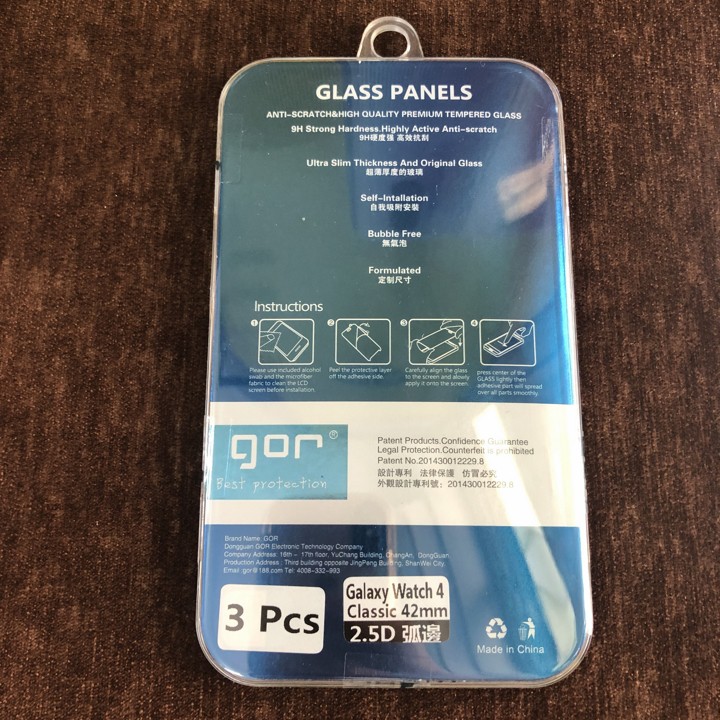 GLASS PANELS
ANTI-SCRATCH&HIGH QUALITY PREMIUM TEMPERED GLASS
9H Strong Hardness.Highly Active Anti-scratch
9H硬度强 高效抗刮
Ultra Slim Thickness And Original Glass
超薄厚度的玻璃
Self-Intallation
自我吸附安裝
Bubble Free
無氣泡
Formulated
定制尺寸
Instructions
1 2 3 4
Please use included alcohol
swab and the microfiber
fabric to clean the LCD
screen before installation.
Peel the protective layer
off the adhesive side.
Carefully align the glass
to the screen and alowly
apply it onto the screen.
press center of the
GLASS lightly then
adhesive part will spread
over all parts smoothly.
gor®
Best protection
Patent Products.Confidence Guarantee
Legal Protection.Counterfeit is prohibited
Patent No.201430012229.8
設計專利 法律保護 仿冒必究
外觀設計專利號：201430012229.8
Brand Name: GOR
Dongguan GOR Electronic Technology Company
Company Address: 16th - 17th floor, YuChang Building, ChangAn, DongGuan.
Production Address: Third building opposite JingPeng Building, ShanWei City.
Email :gor@188.com Tel: 4008-332-993
3 Pcs
Galaxy Watch 4
Classic 42mm
2.5D 弧邊
Made in China